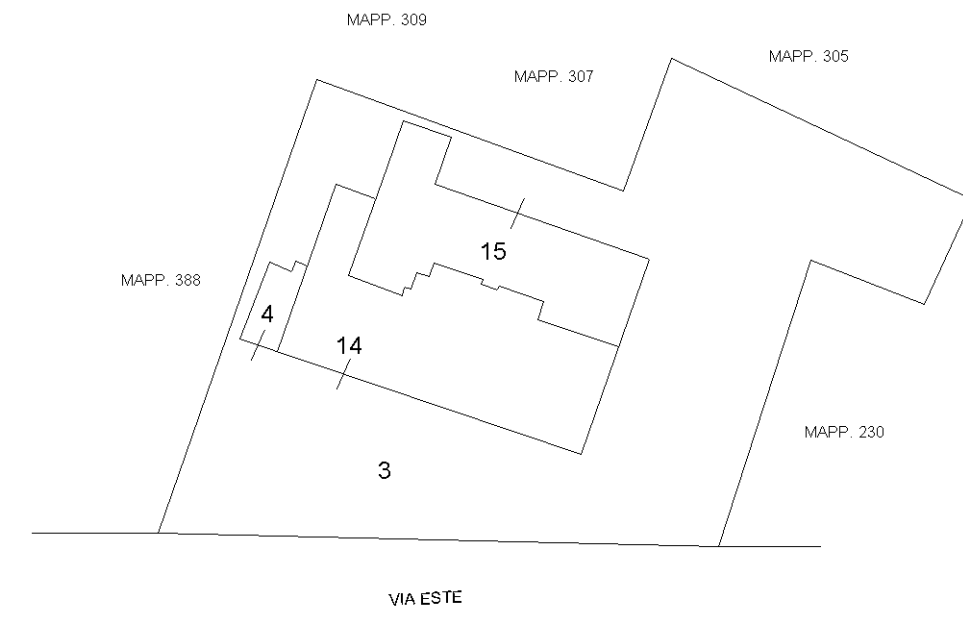 MAPP. 309
MAPP. 305
MAPP. 307
15
MAPP. 388
4
14
MAPP. 230
3
VIA ESTE